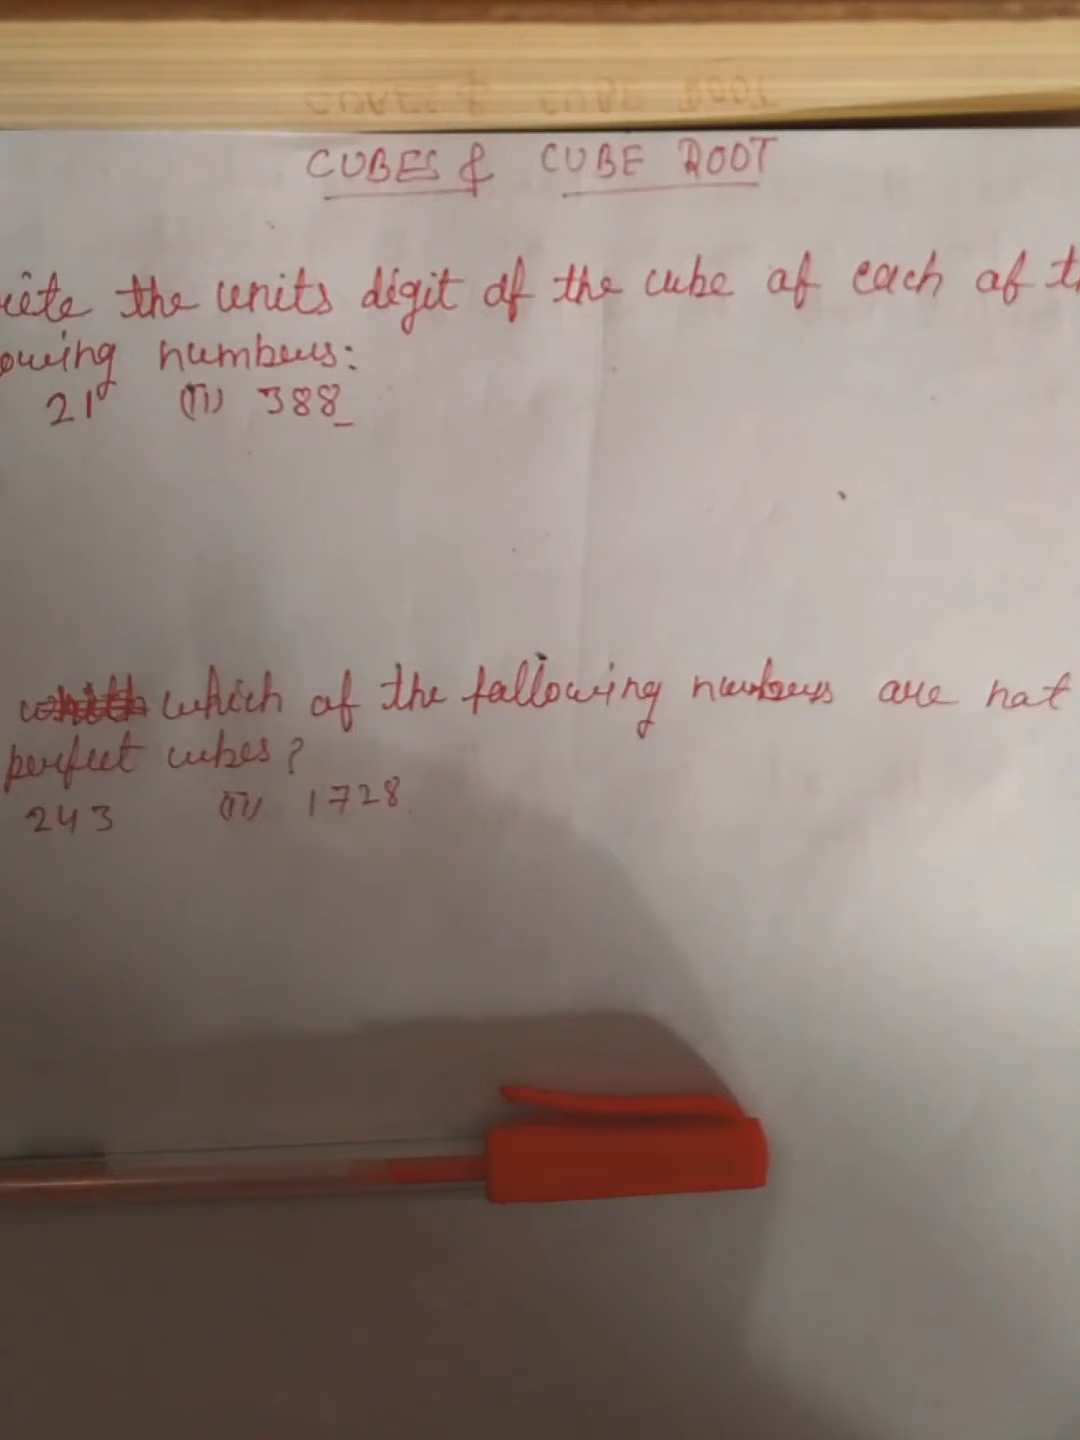 CUBES & CUBE ROOT
the units digit of the cube of each of
numbers:
21 (ii) 388
which of the following numbers are not
perfect cubes?
243 (ii) 1728